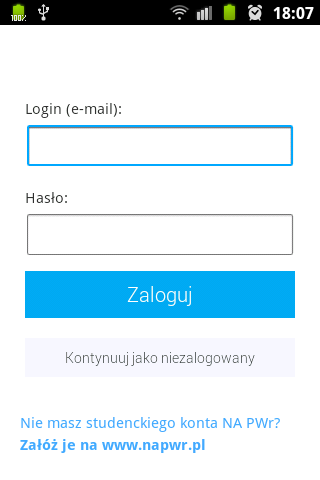 100% 18:07
Login (e-mail):
Hasło:
Zaloguj
Kontynuuj jako niezalogowany
Nie masz studenckiego konta NA PWr?
Załóż je na www.napwr.pl